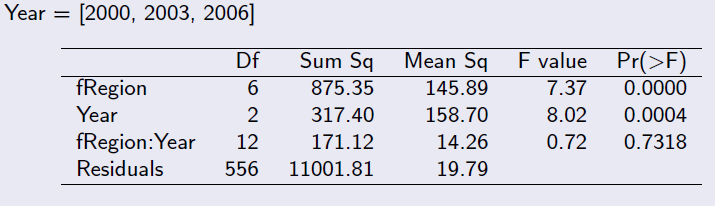 Year = [2000, 2003, 2006]
Df Sum Sq Mean Sq F value Pr(>F)
fRegion 6 875.35 145.89 7.37 0.0000
Year 2 317.40 158.70 8.02 0.0004
fRegion:Year 12 171.12 14.26 0.72 0.7318
Residuals 556 11001.81 19.79